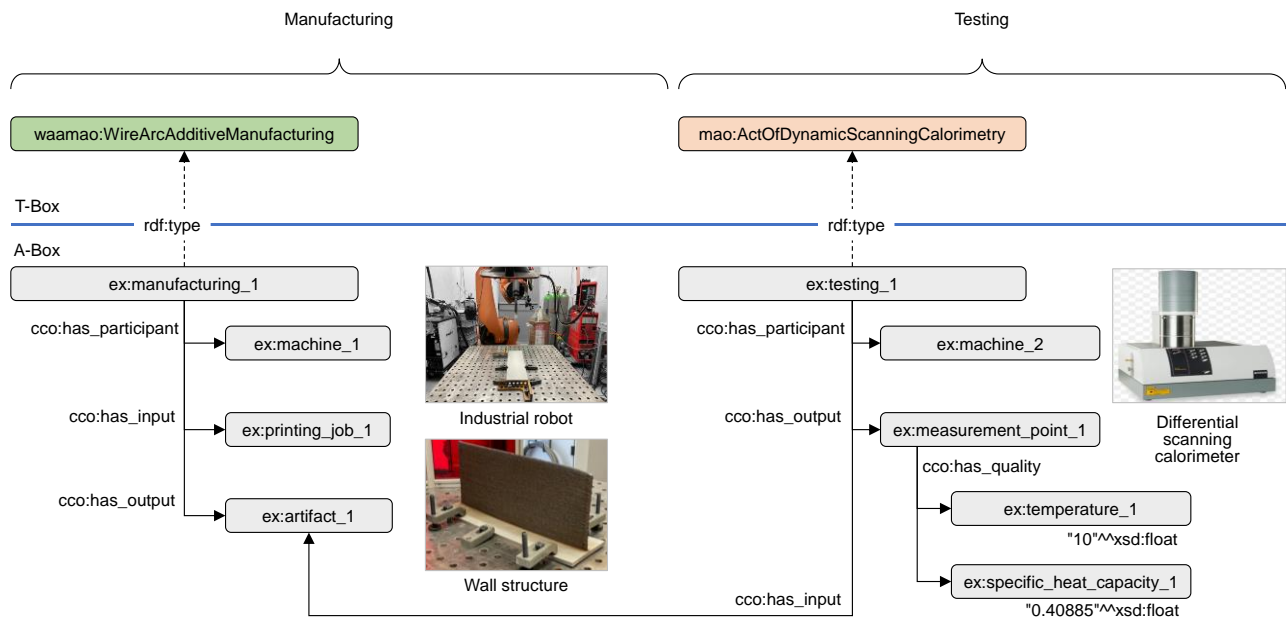 Manufacturing
Testing
waamao:WireArcAdditiveManufacturing
mao:ActOfDynamicScanningCalorimetry
T-Box
rdf:type
rdf:type
A-Box
ex:manufacturing_1
ex:testing_1
cco:has_participant
ex:machine_1
cco:has_participant
ex:machine_2
cco:has_input
ex:printing_job_1
Industrial robot
cco:has_output
ex:measurement_point_1
Differential
scanning
calorimeter
cco:has_quality
cco:has_output
ex:artifact_1
ex:temperature_1
"10"^^xsd:float
Wall structure
ex:specific_heat_capacity_1
cco:has_input
"0.40885"^^xsd:float